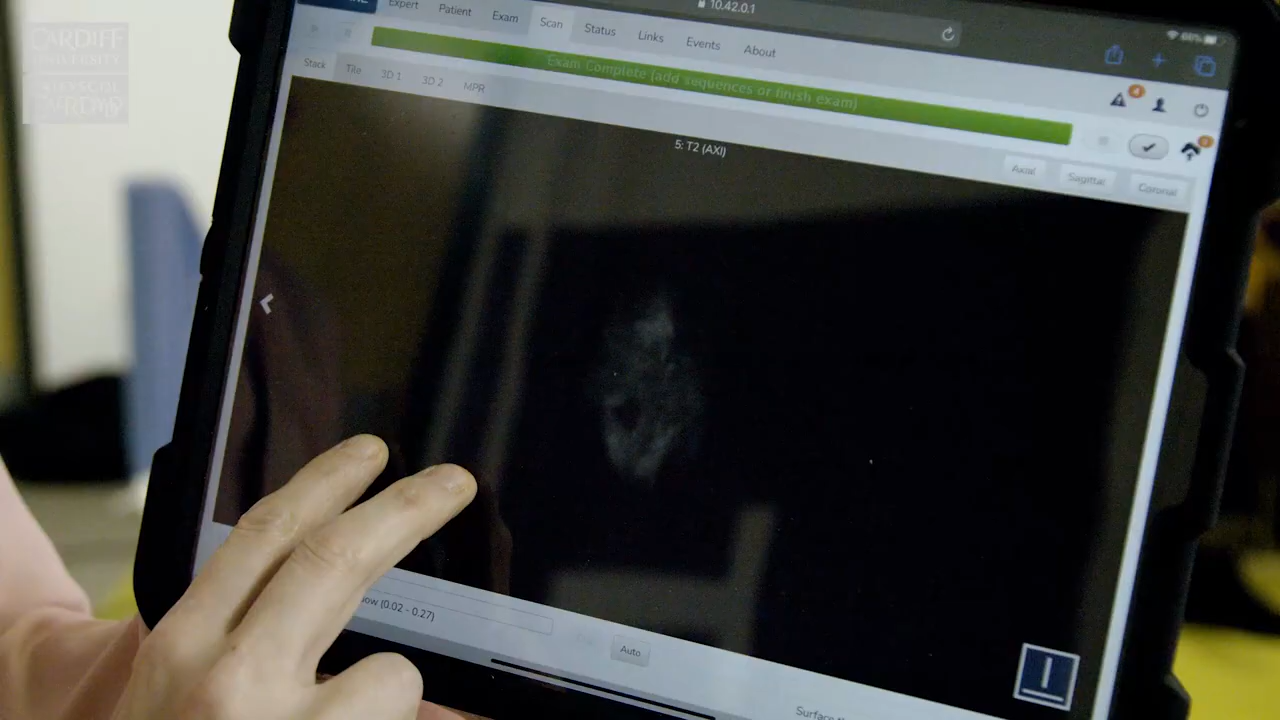 CARDIFF
UNIVERSITY
PRIFYSGOL
CAERDYDD
10.42.0.1
Expert Patient Exam Scan Status Links Events About
Exam Complete (add sequences or finish exam)
4
Stack Tile 3D 1 3D 2 MPR
5: T2 (AXI)
Axial Sagittal Coronal
(0.02 - 0.27)
Auto